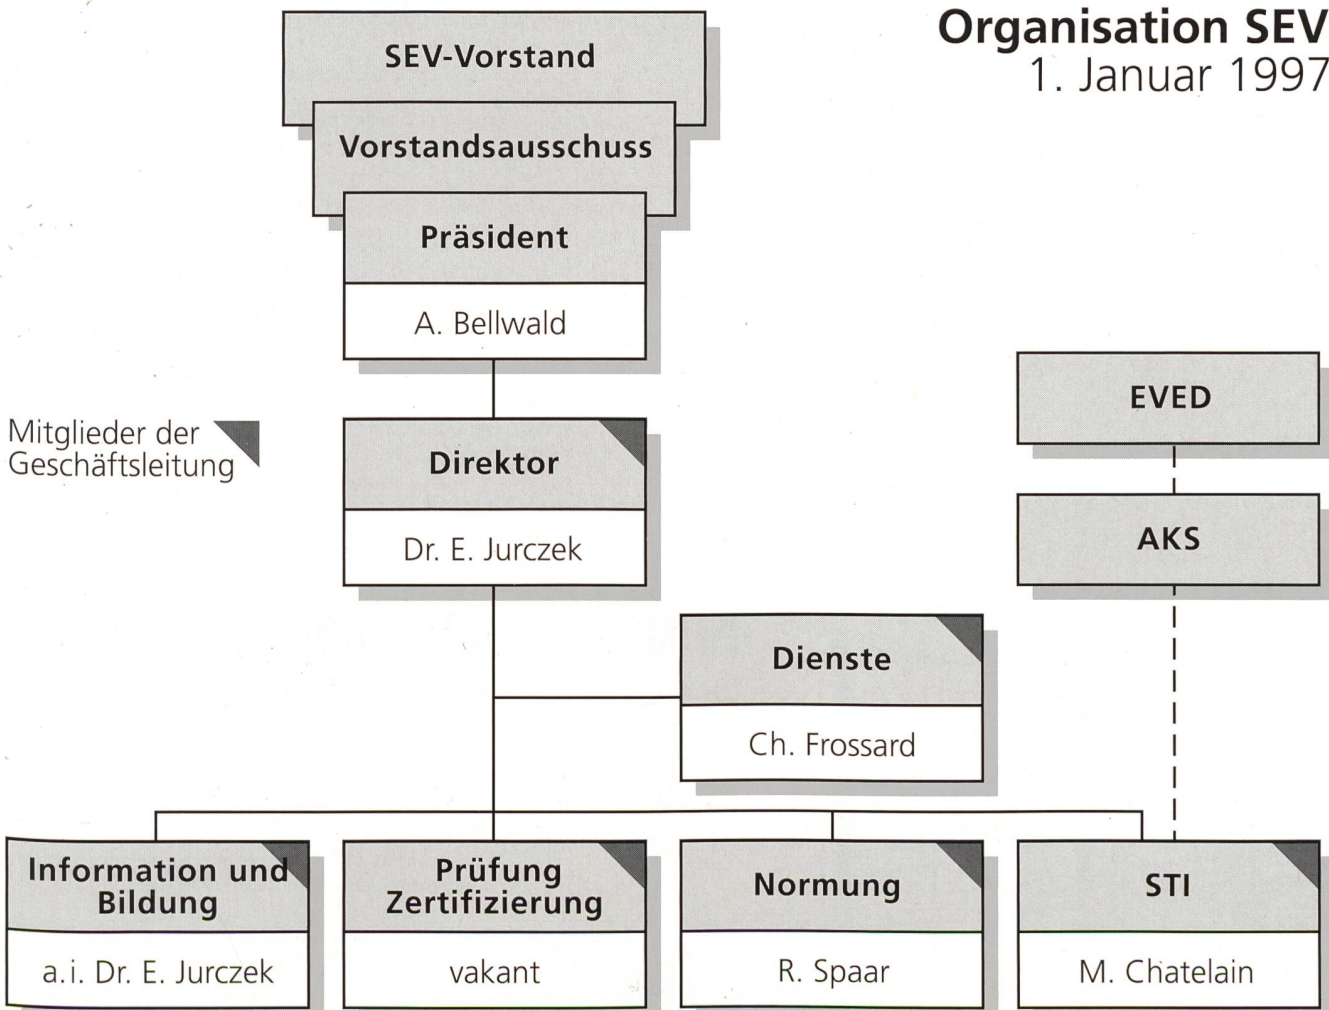 Organisation SEV
1. Januar 1997
SEV-Vorstand
Vorstandsausschuss
Präsident
A. Bellwald
Mitglieder der
Geschäftsleitung
Direktor
Dr. E. Jurczek
EVED
AKS
Dienste
Ch. Frossard
Information und
Bildung
a.i. Dr. E. Jurczek
Prüfung
Zertifizierung
vakant
Normung
R. Spaar
STI
M. Chatelain